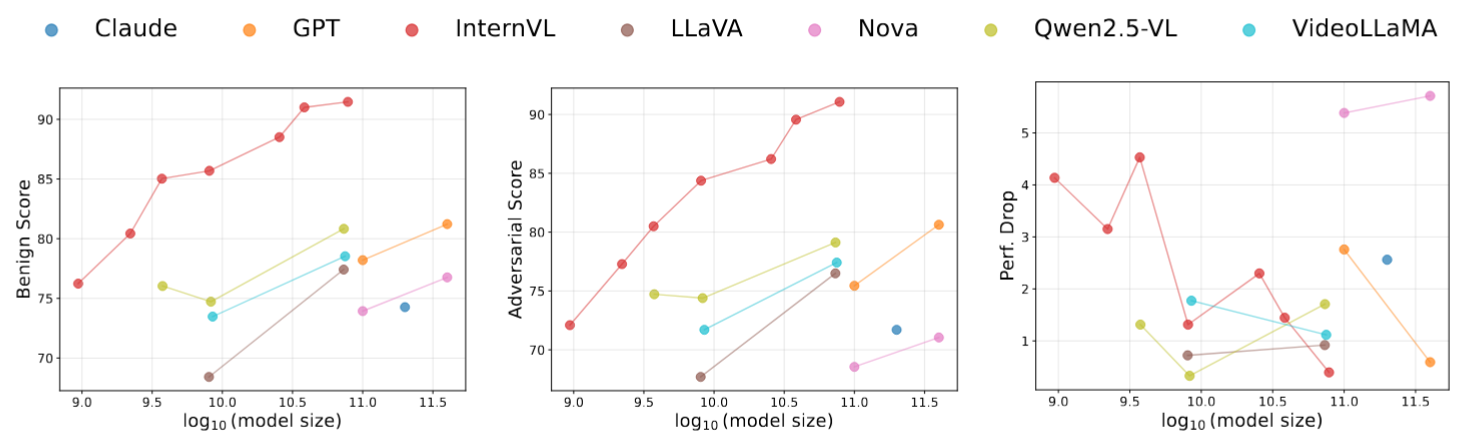 Claude GPT InternVL LLaVA Nova Qwen2.5-VL VideoLLaMA
Benign Score
90
85
80
75
70
9.0 9.5 10.0 10.5 11.0 11.5
log₁₀ (model size)
Adversarial Score
90
85
80
75
70
9.0 9.5 10.0 10.5 11.0 11.5
log₁₀ (model size)
Perf. Drop
5
4
3
2
1
9.0 9.5 10.0 10.5 11.0 11.5
log₁₀ (model size)